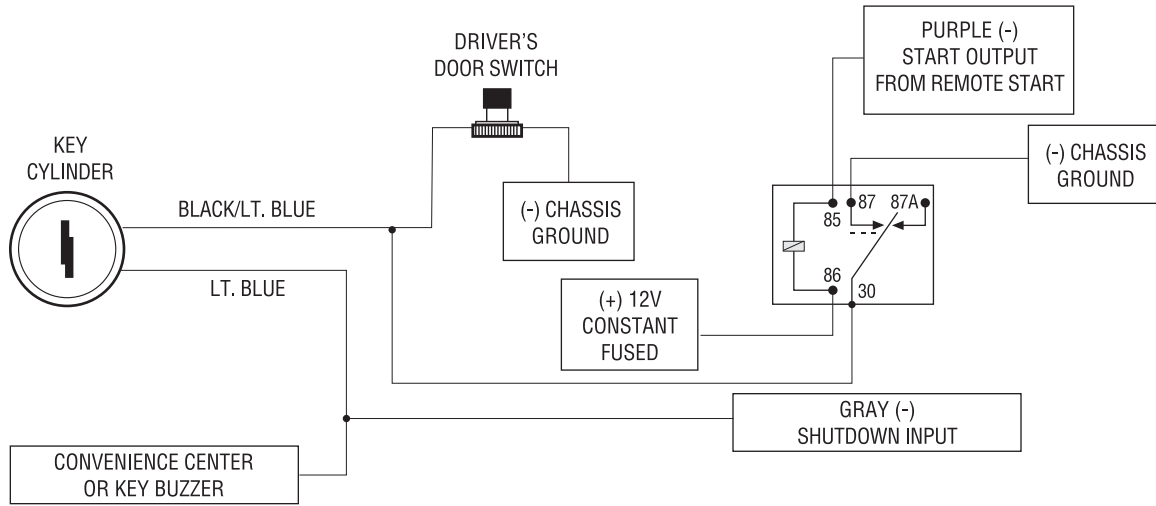 PURPLE (-)
START OUTPUT
FROM REMOTE START
DRIVER'S
DOOR SWITCH
KEY
CYLINDER
(-) CHASSIS
GROUND
BLACK/LT. BLUE
(-) CHASSIS
GROUND
85
87
87A
86
30
LT. BLUE
(+) 12V
CONSTANT
FUSED
GRAY (-)
SHUTDOWN INPUT
CONVENIENCE CENTER
OR KEY BUZZER